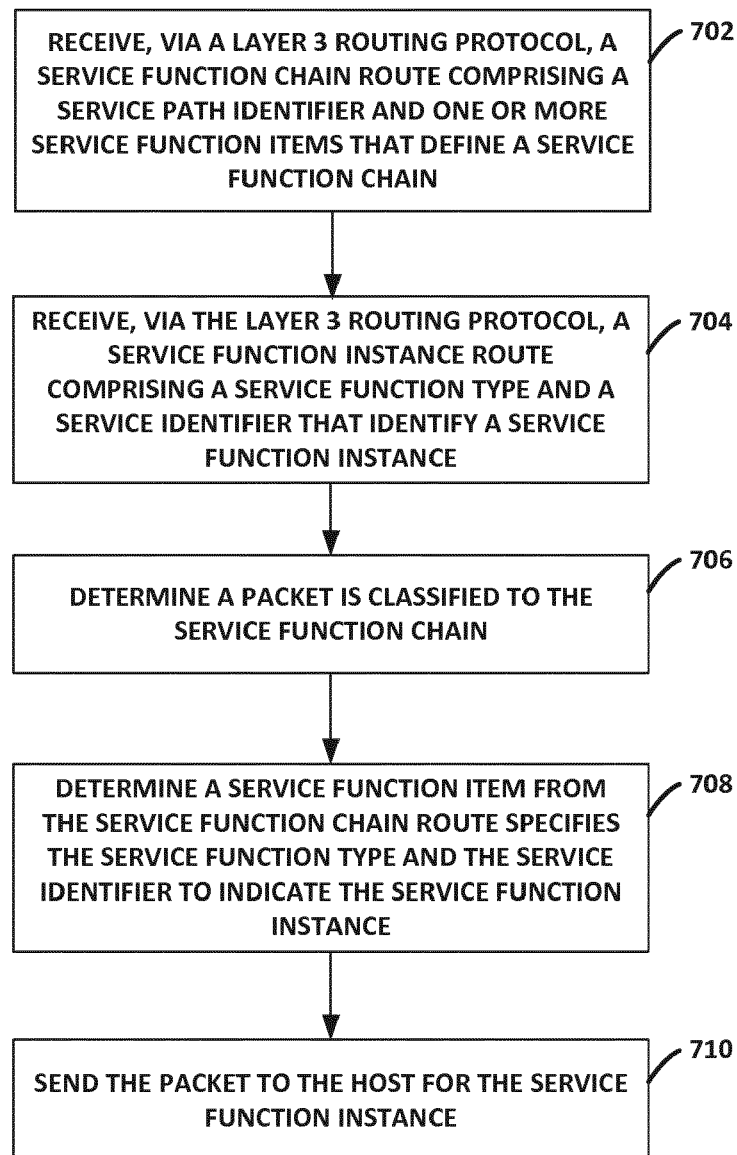 RECEIVE, VIA A LAYER 3 ROUTING PROTOCOL, A
SERVICE FUNCTION CHAIN ROUTE COMPRISING A
SERVICE PATH IDENTIFIER AND ONE OR MORE
SERVICE FUNCTION ITEMS THAT DEFINE A SERVICE
FUNCTION CHAIN
702
RECEIVE, VIA THE LAYER 3 ROUTING PROTOCOL, A
SERVICE FUNCTION INSTANCE ROUTE
COMPRISING A SERVICE FUNCTION TYPE AND A
SERVICE IDENTIFIER THAT IDENTIFY A SERVICE
FUNCTION INSTANCE
704
DETERMINE A PACKET IS CLASSIFIED TO THE
SERVICE FUNCTION CHAIN
706
DETERMINE A SERVICE FUNCTION ITEM FROM
THE SERVICE FUNCTION CHAIN ROUTE SPECIFIES
THE SERVICE FUNCTION TYPE AND THE SERVICE
IDENTIFIER TO INDICATE THE SERVICE FUNCTION
INSTANCE
708
SEND THE PACKET TO THE HOST FOR THE SERVICE
FUNCTION INSTANCE
710